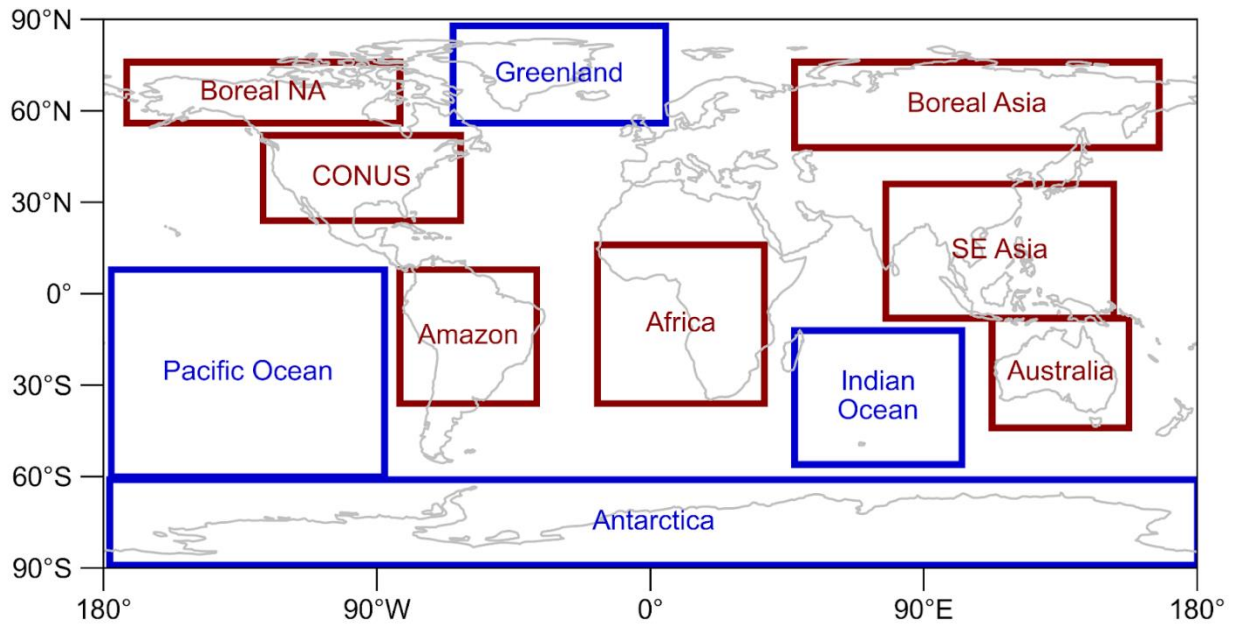 90°N
Greenland
Boreal NA
Boreal Asia
60°N
CONUS
30°N
SE Asia
0°
Africa
Amazon
Pacific Ocean
Indian
Ocean
Australia
30°S
60°S
Antarctica
90°S
180°
90°W
0°
90°E
180°